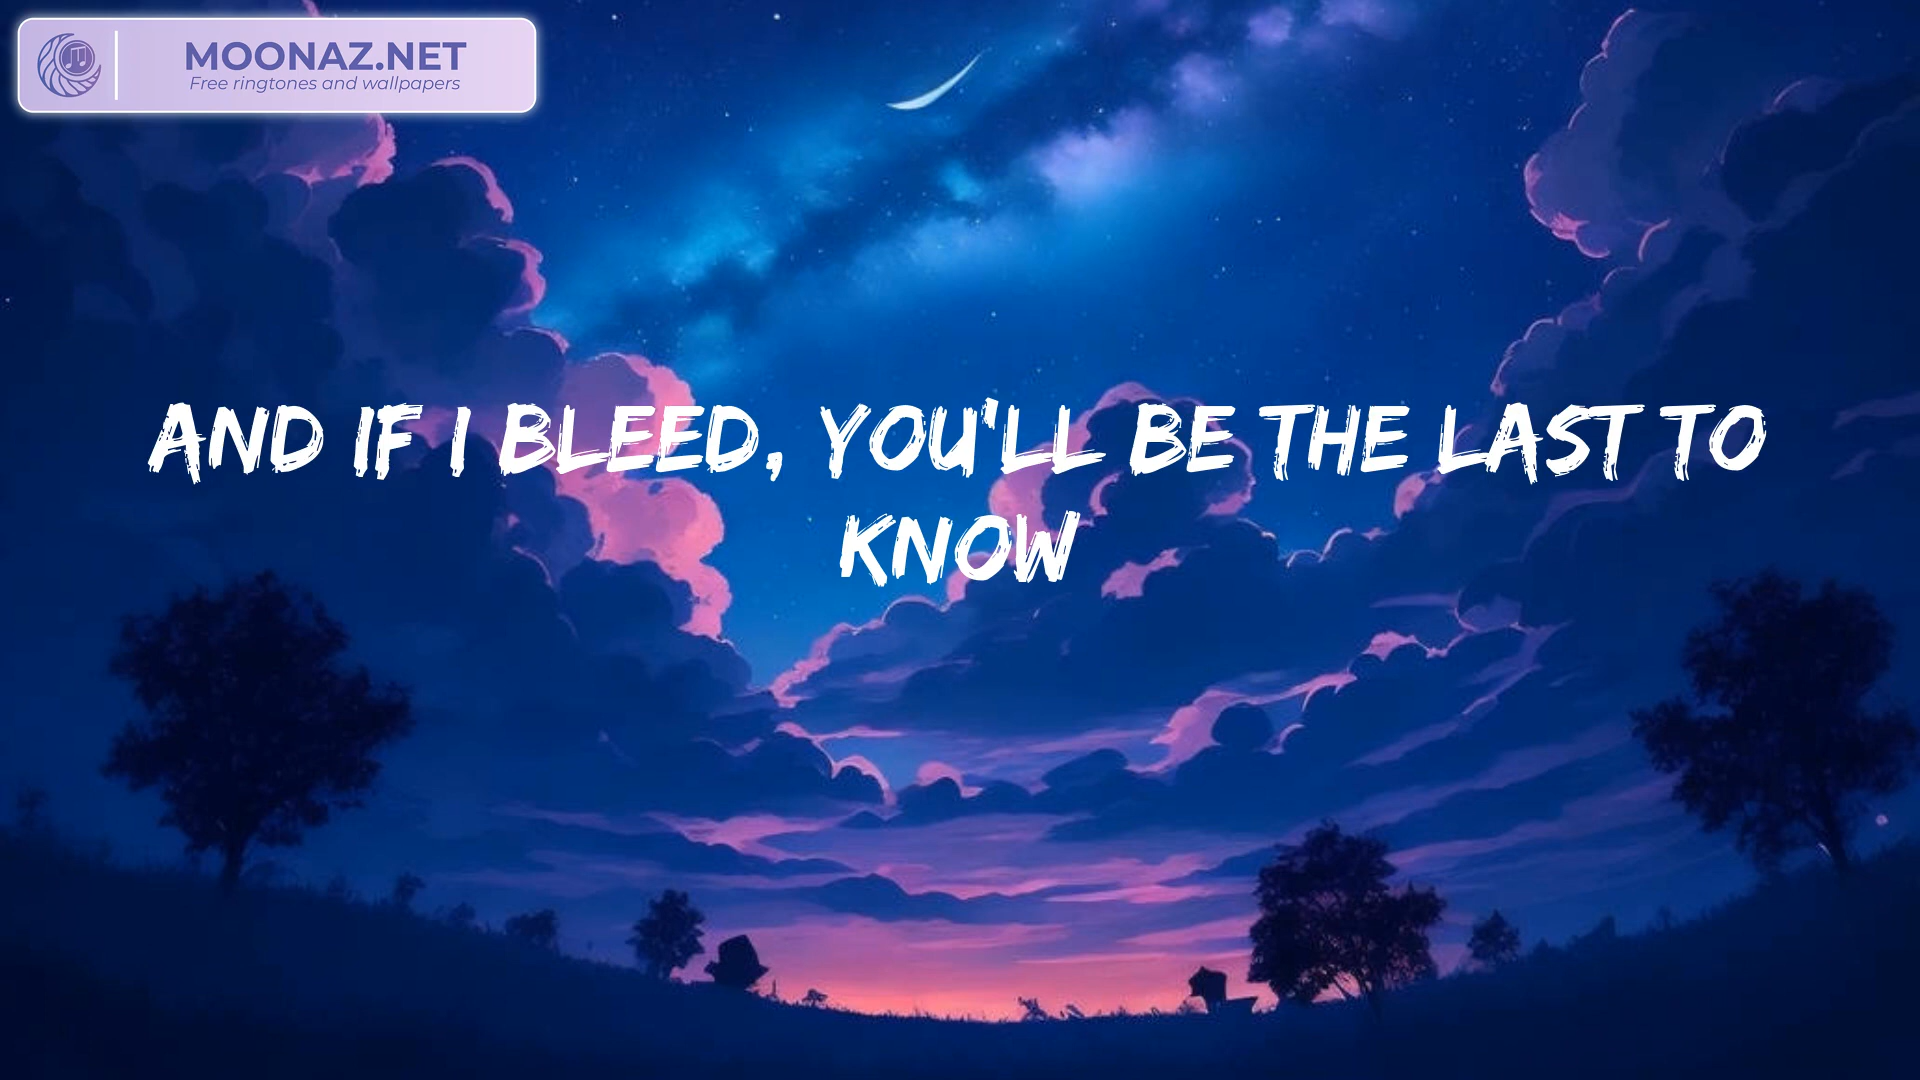 MOONAZ.NET
Free ringtones and wallpapers
AND IF I BLEED, YOU'LL BE THE LAST TO
KNOW